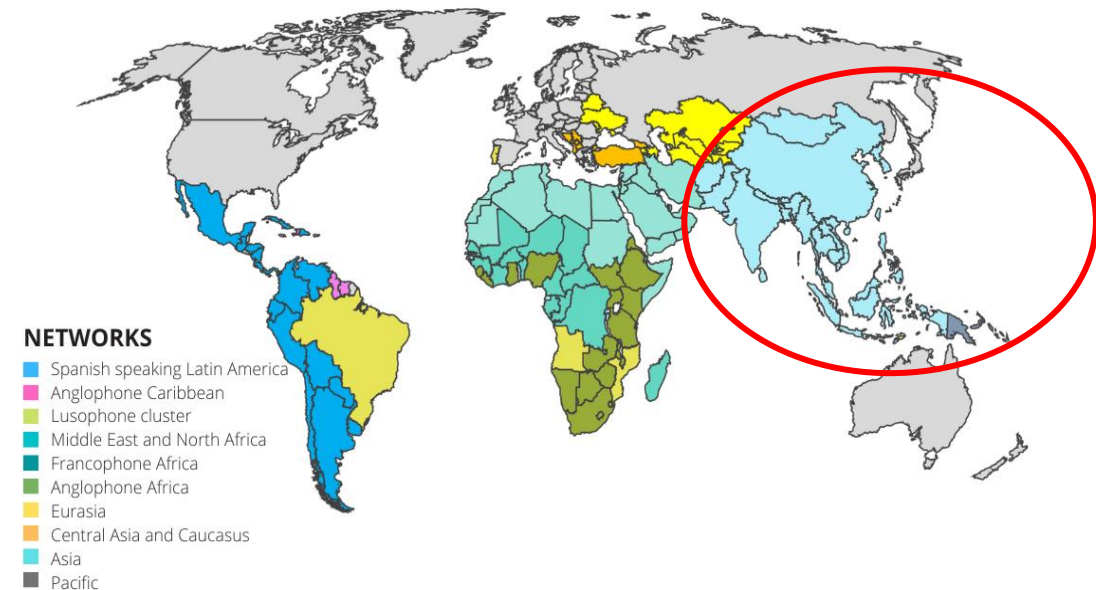 NETWORKS
Spanish speaking Latin America
Anglophone Caribbean
Lusophone cluster
Middle East and North Africa
Francophone Africa
Anglophone Africa
Eurasia
Central Asia and Caucasus
Asia
Pacific